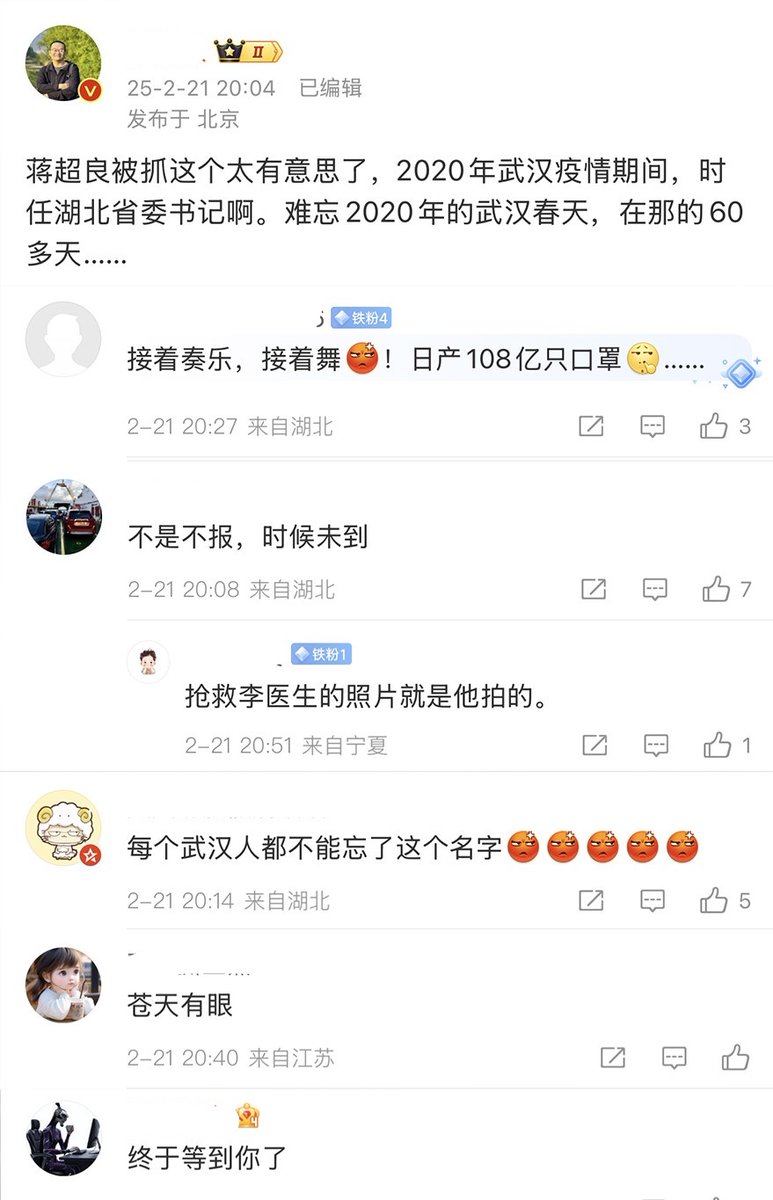 II
25-2-21 20:04 已编辑
发布于 北京
蒋超良被抓这个太有意思了，2020年武汉疫情期间，时
任湖北省委书记啊。难忘2020年的武汉春天，在那的60
多天……
铁粉4
接着奏乐，接着舞！日产108亿只口罩……
2-21 20:27 来自湖北
3
不是不报，时候未到
2-21 20:08 来自湖北
7
铁粉1
抢救李医生的照片就是他拍的。
2-21 20:51 来自宁夏
1
每个武汉人都不能忘了这个名字
2-21 20:14 来自湖北
5
苍天有眼
2-21 20:40 来自江苏
4
终于等到你了